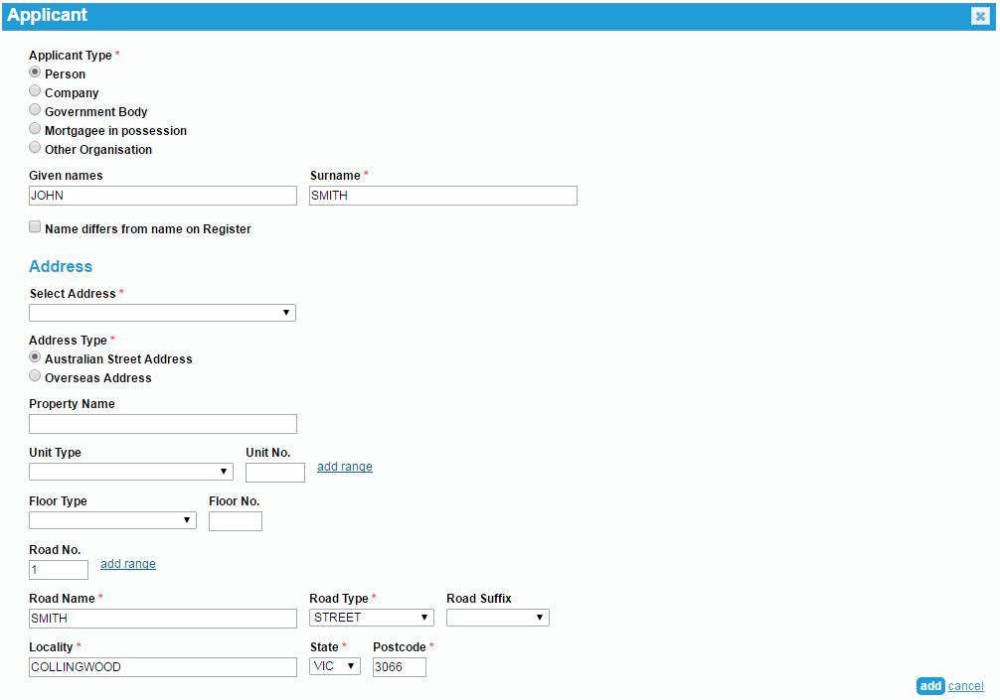 Applicant
Applicant Type *
Person
Company
Government Body
Mortgagee in possession
Other Organisation
Given names Surname *
JOHN SMITH
Name differs from name on Register
Address
Select Address *
Address Type *
Australian Street Address
Overseas Address
Property Name
Unit Type Unit No.
add range
Floor Type Floor No.
Road No.
1 add range
Road Name * Road Type * Road Suffix
SMITH STREET
Locality * State * Postcode *
COLLINGWOOD VIC 3066
add cancel